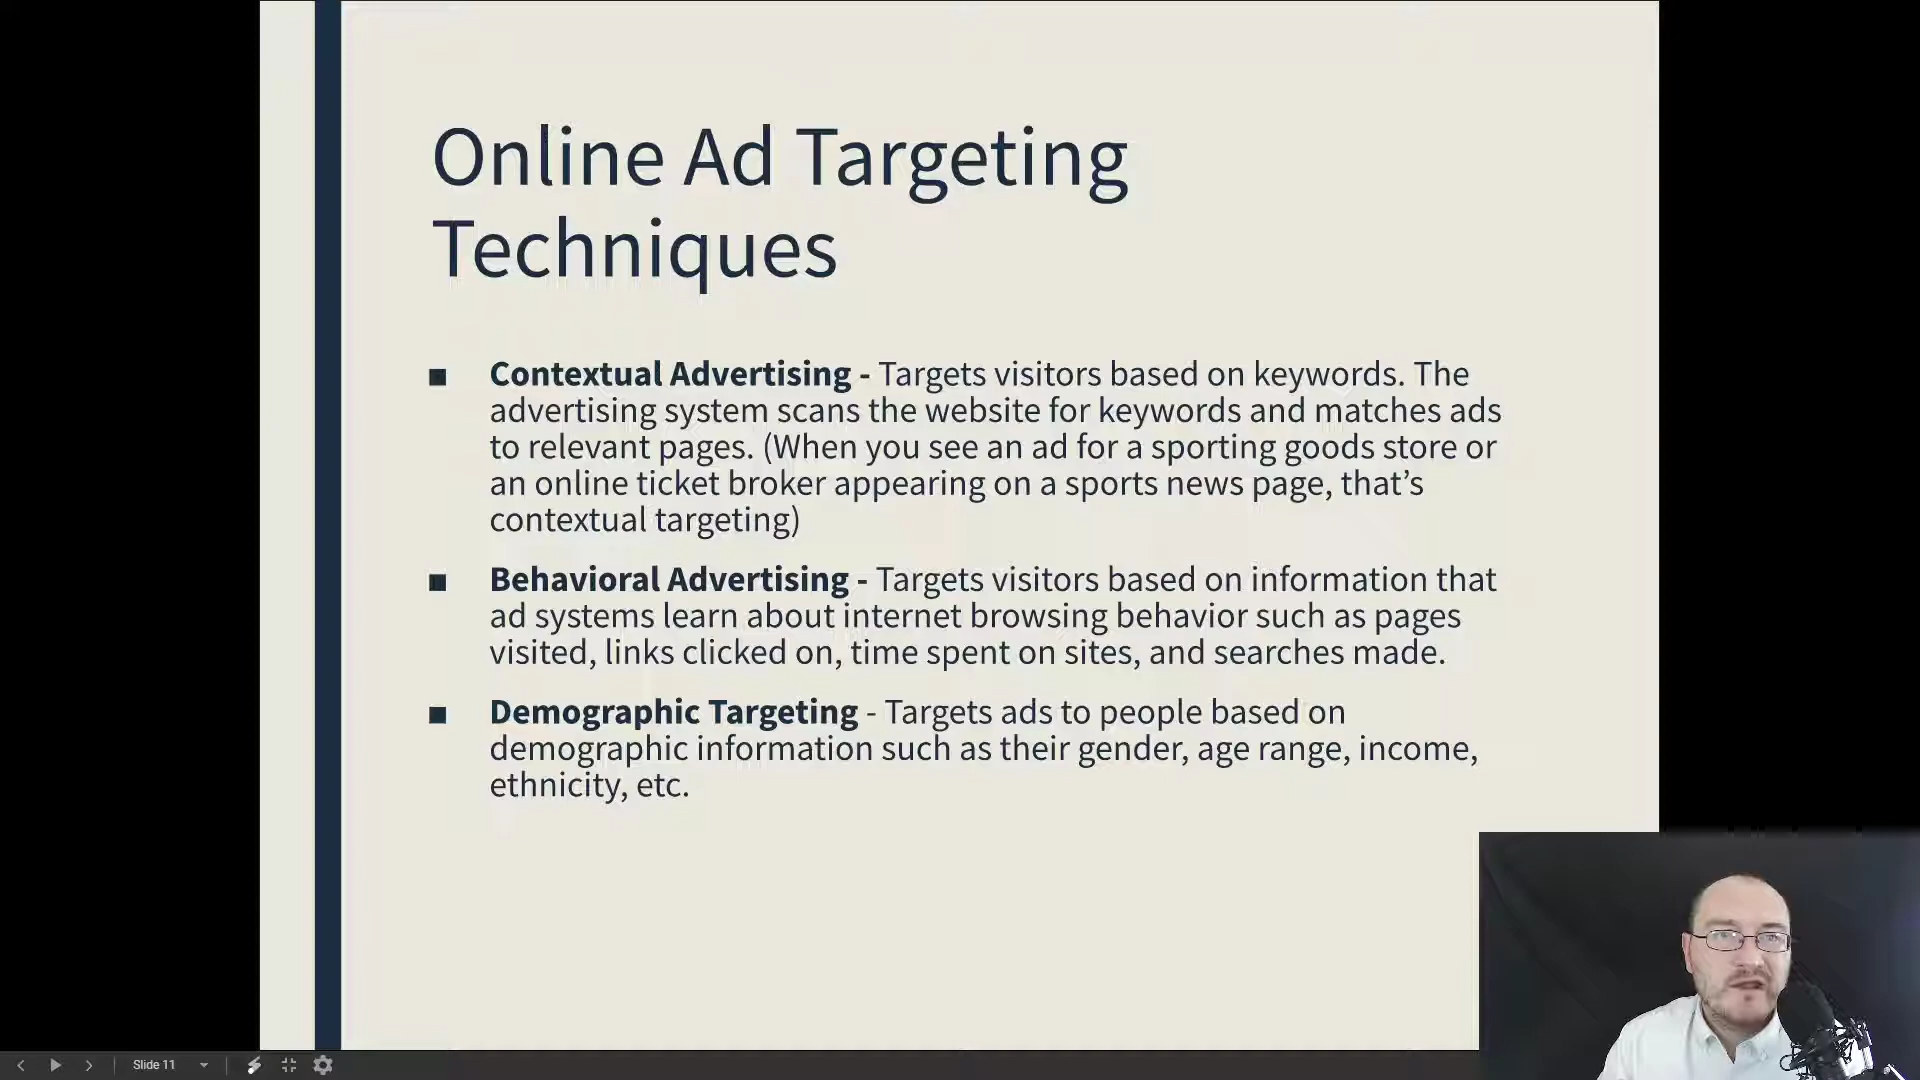 Online Ad Targeting
Techniques
■ Contextual Advertising - Targets visitors based on keywords. The
advertising system scans the website for keywords and matches ads
to relevant pages. (When you see an ad for a sporting goods store or
an online ticket broker appearing on a sports news page, that’s
contextual targeting)
■ Behavioral Advertising - Targets visitors based on information that
ad systems learn about internet browsing behavior such as pages
visited, links clicked on, time spent on sites, and searches made.
■ Demographic Targeting - Targets ads to people based on
demographic information such as their gender, age range, income,
ethnicity, etc.
Slide 11